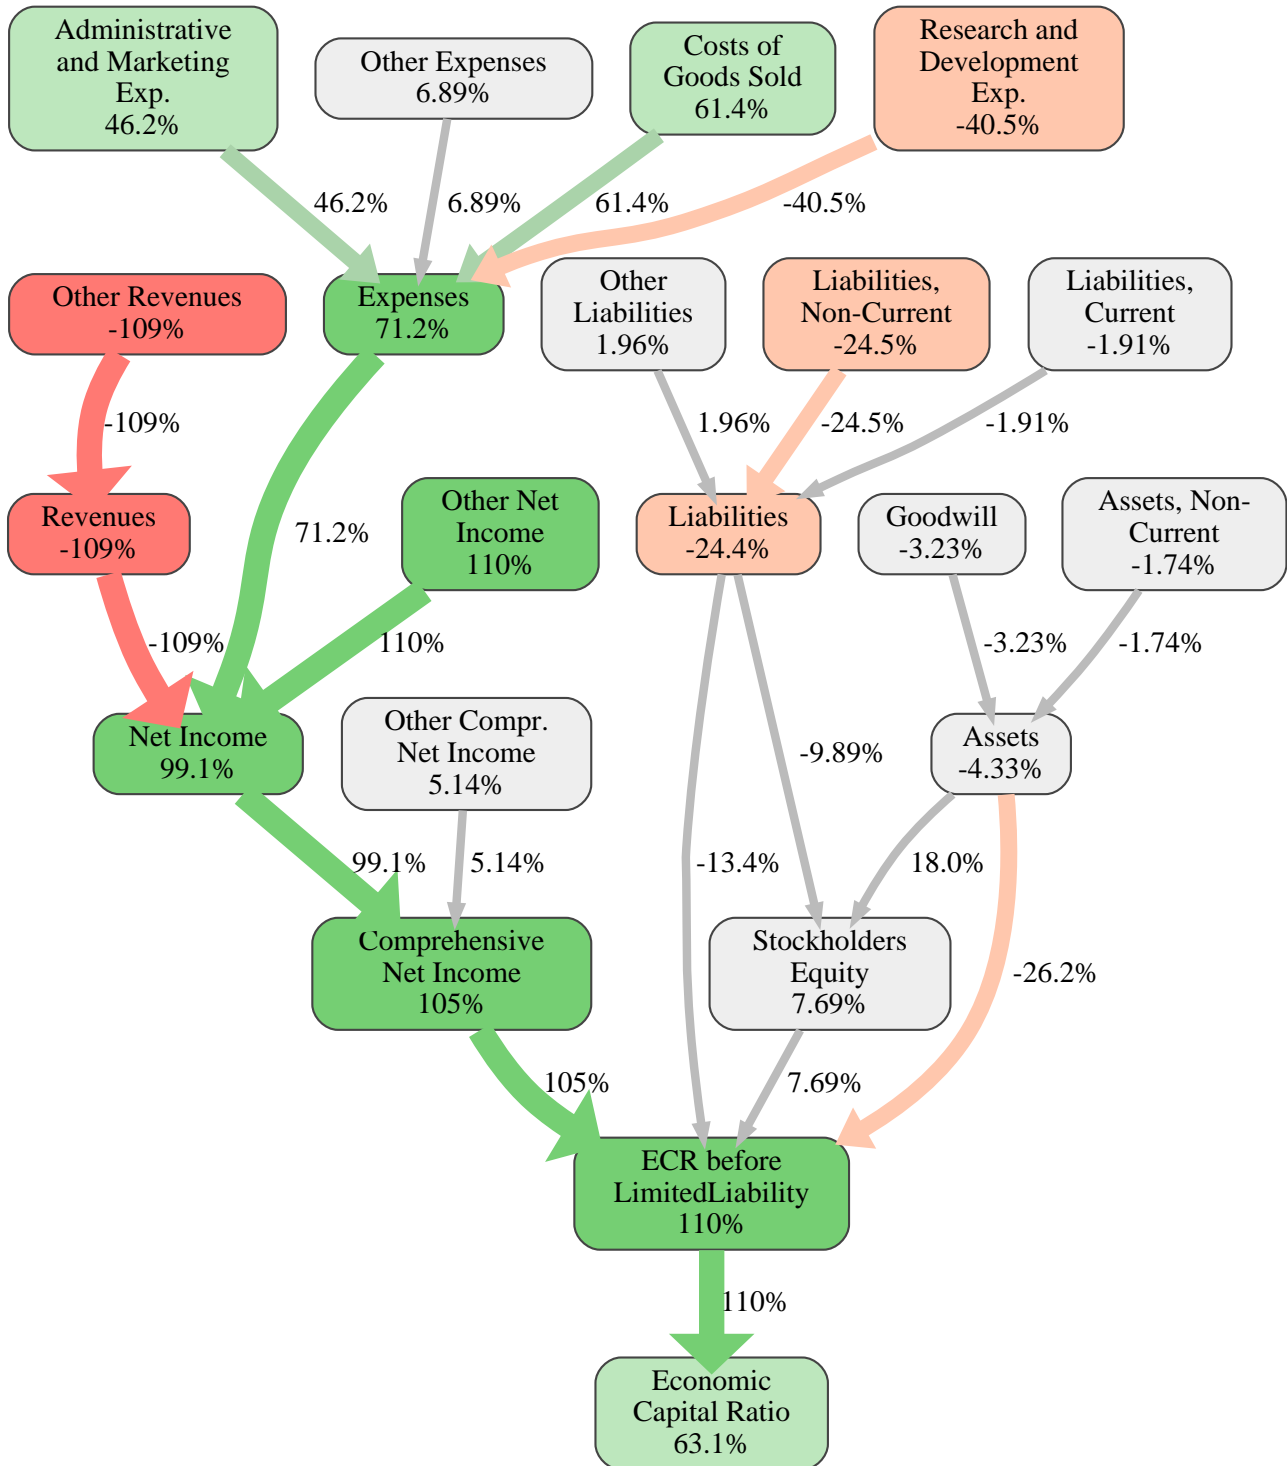 Administrative
and Marketing
Exp.
46.2%
Other Expenses
6.89%
Costs of
Goods Sold
61.4%
Research and
Development
Exp.
-40.5%
46.2%
6.89%
61.4%
-40.5%
Other Revenues
-109%
Expenses
71.2%
Other
Liabilities
1.96%
Liabilities,
Non-Current
-24.5%
Liabilities,
Current
-1.91%
-109%
1.96%
-24.5%
-1.91%
Revenues
-109%
71.2%
Other Net
Income
110%
Liabilities
-24.4%
Goodwill
-3.23%
Assets, Non-
Current
-1.74%
-109%
110%
-3.23%
-1.74%
Net Income
99.1%
Other Compr.
Net Income
5.14%
-9.89%
Assets
-4.33%
99.1%
5.14%
-13.4%
18.0%
Comprehensive
Net Income
105%
Stockholders
Equity
7.69%
-26.2%
105%
7.69%
ECR before
LimitedLiability
110%
110%
Economic
Capital Ratio
63.1%